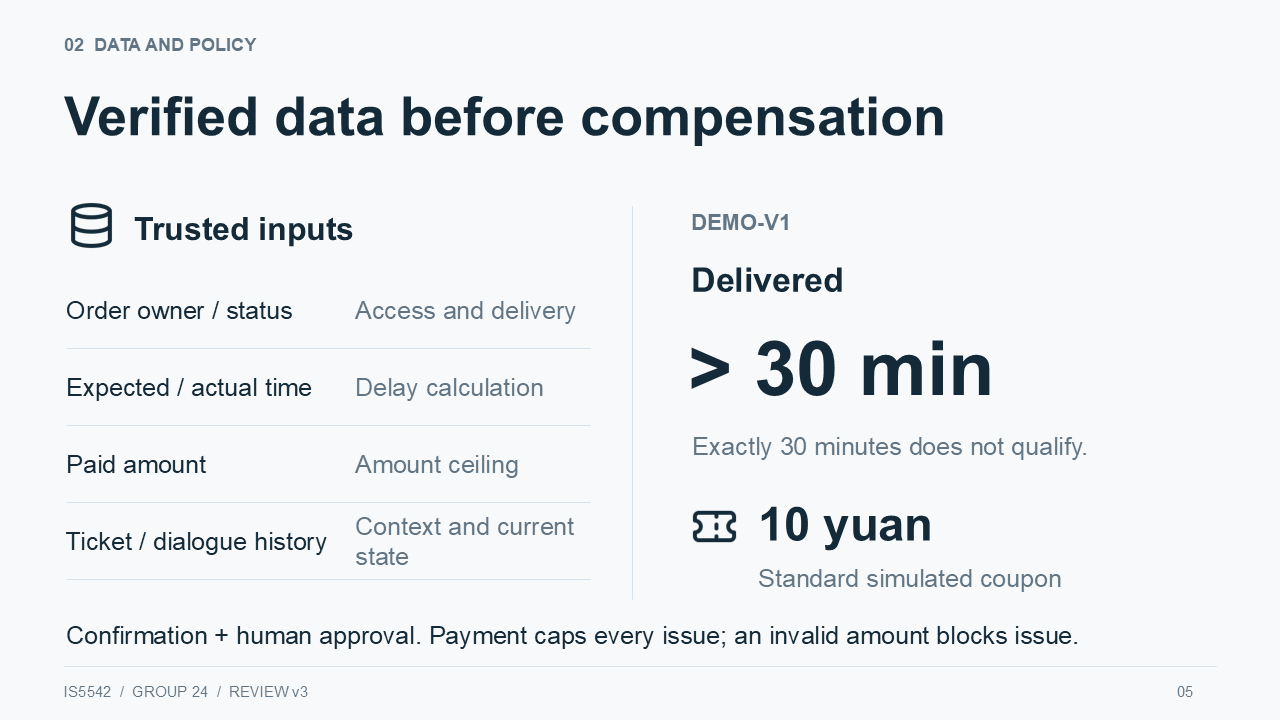 02 DATA AND POLICY
Verified data before compensation
Trusted inputs
Order owner / status
Access and delivery
Expected / actual time
Delay calculation
Paid amount
Amount ceiling
Ticket / dialogue history
Context and current
state
DEMO-V1
Delivered
> 30 min
Exactly 30 minutes does not qualify.
10 yuan
Standard simulated coupon
Confirmation + human approval. Payment caps every issue; an invalid amount blocks issue.
IS5542 / GROUP 24 / REVIEW v3
05